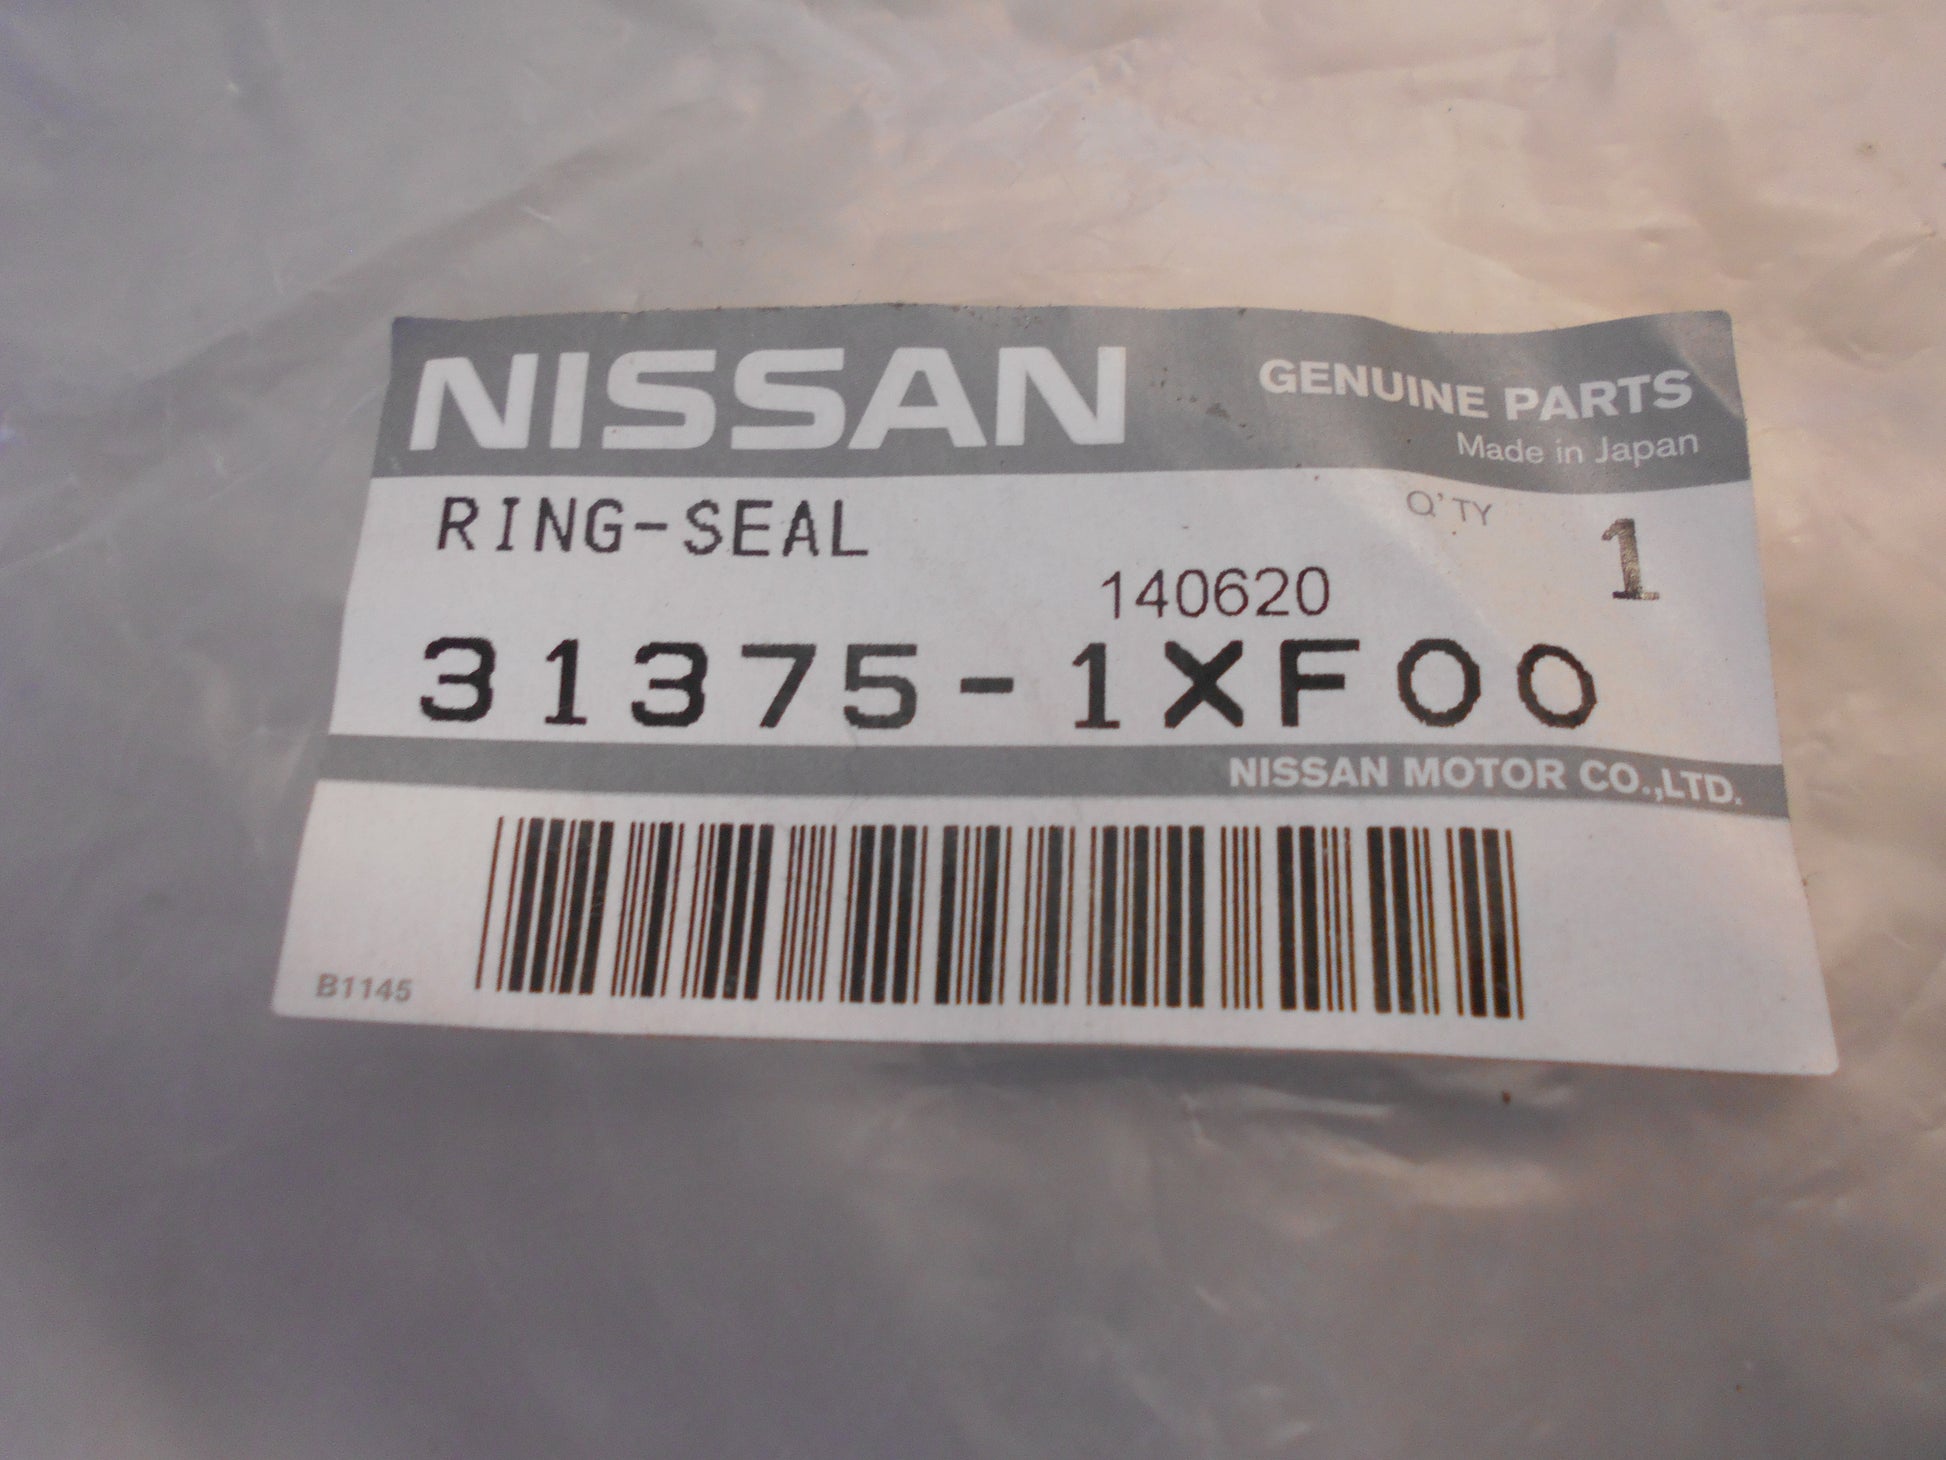 NISSAN
GENUINE PARTS
Made in Japan
RING-SEAL
Q'TY 1
140620
31375-1XF00
NISSAN MOTOR CO.,LTD.
B1145